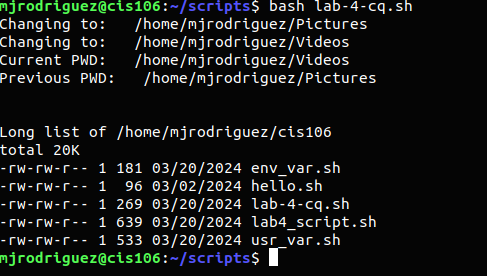 mjrodriguez@cis106:~/scripts$ bash lab-4-cq.sh
Changing to:   /home/mjrodriguez/Pictures
Changing to:   /home/mjrodriguez/Videos
Current PWD:   /home/mjrodriguez/Videos
Previous PWD:   /home/mjrodriguez/Pictures
Long list of /home/mjrodriguez/cis106
total 20K
-rw-rw-r-- 1 181 03/20/2024 env_var.sh
-rw-rw-r-- 1  96 03/02/2024 hello.sh
-rw-rw-r-- 1 269 03/20/2024 lab-4-cq.sh
-rw-rw-r-- 1 639 03/20/2024 lab4_script.sh
-rw-rw-r-- 1 533 03/20/2024 usr_var.sh
mjrodriguez@cis106:~/scripts$